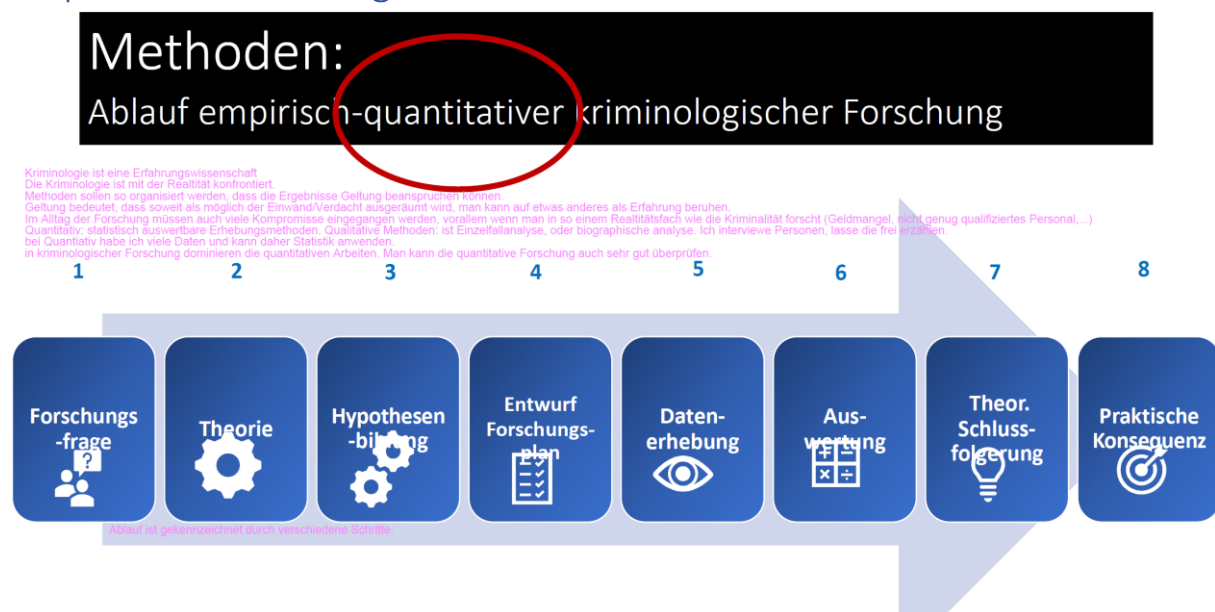 Methoden:
Ablauf empirisch-quantitativer kriminologischer Forschung
Kriminologie ist eine Erfahrungswissenschaft
Die Kriminologie ist mit der Realtität konfrontiert.
Methoden sollen so organisiert werden, dass die Ergebnisse Geltung beanspruchen können.
Geltung bedeutet, dass soweit als möglich der Einwand/Verdacht ausgeräumt wird, man kann auf etwas anderes als Erfahrung beruhen.
Im Alltag der Forschung müssen auch viele Kompromisse eingegangen werden, vorallem wenn man in so einem Realtitätsfach wie die Kriminalität forscht (Geldmangel, nicht genug qualifiziertes Personal,...)
Quantitativ: statistisch auswertbare Erhebungsmethoden. Qualitative Methoden: ist Einzelfallanalyse, oder biographische analyse. Ich interviewe Personen, lasse die frei erzählen.
bei Quantiativ habe ich viele Daten und kann daher Statistik anwenden.
in kriminologischer Forschung dominieren die quantitativen Arbeiten. Man kann die quantitative Forschung auch sehr gut überprüfen.
1 2 3 4 5 6 7 8
Forschungs
-frage
Theorie
Hypothesen
-bildung
Entwurf
Forschungs-
plan
Daten-
erhebung
Aus-
wertung
Theor.
Schluss-
folgerung
Praktische
Konsequenz
Ablauf ist gekennzeichnet durch verschiedene Schritte.